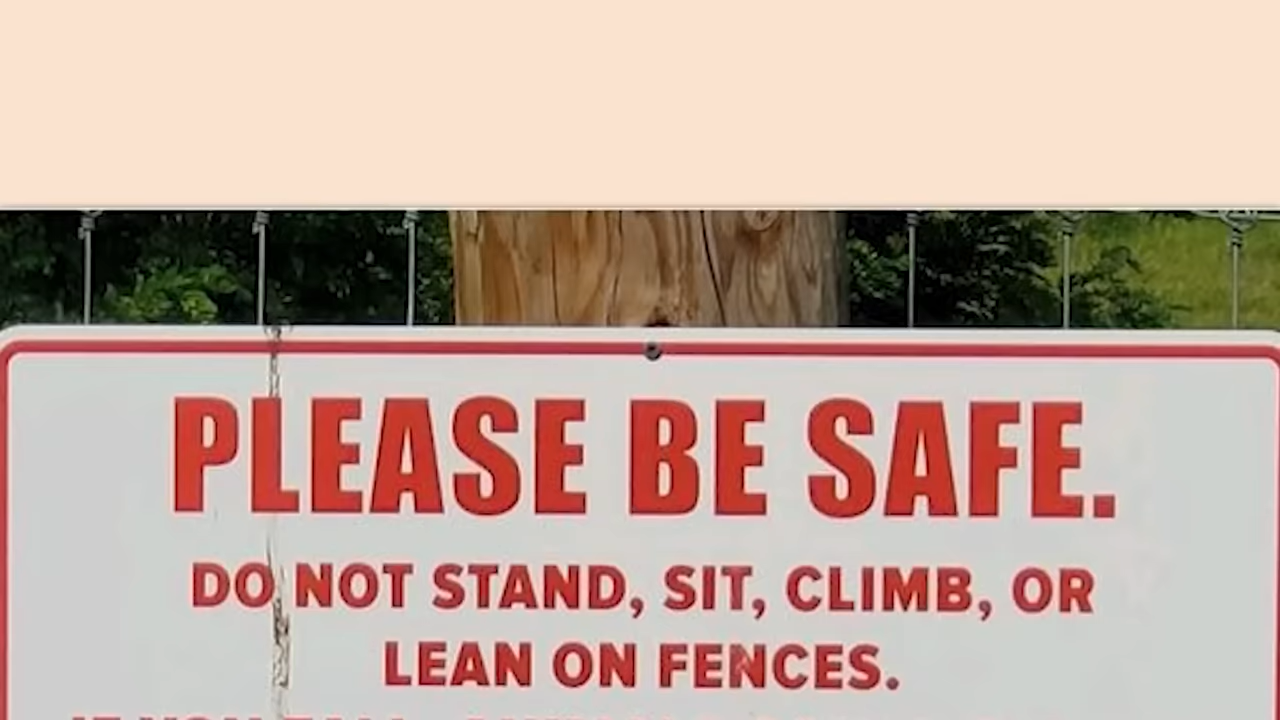 PLEASE BE SAFE.
DO NOT STAND, SIT, CLIMB, OR
LEAN ON FENCES.